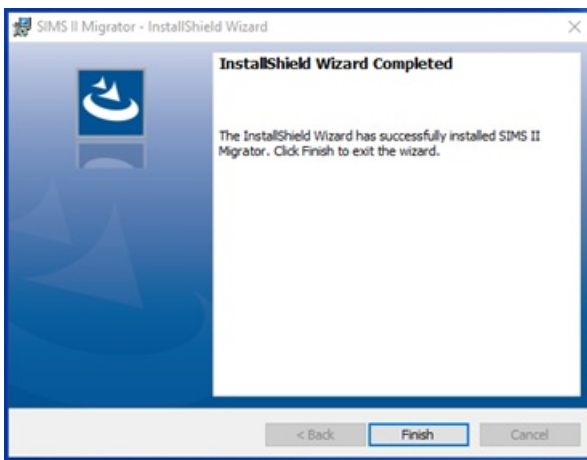 SIMS II Migrator - InstallShield Wizard
InstallShield Wizard Completed
The InstallShield Wizard has successfully installed SIMS II
Migrator. Click Finish to exit the wizard.
< Back
Finish
Cancel